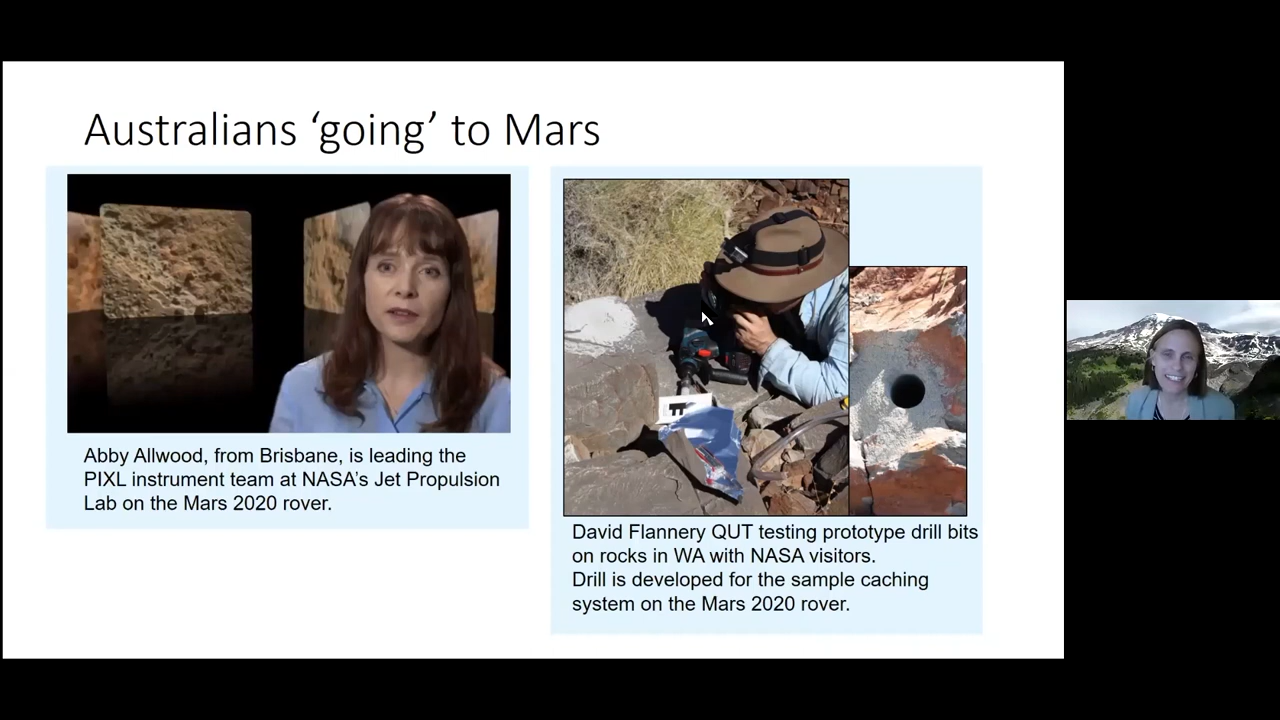 Australians ‘going’ to Mars
Abby Allwood, from Brisbane, is leading the
PIXL instrument team at NASA’s Jet Propulsion
Lab on the Mars 2020 rover.
David Flannery QUT testing prototype drill bits
on rocks in WA with NASA visitors.
Drill is developed for the sample caching
system on the Mars 2020 rover.